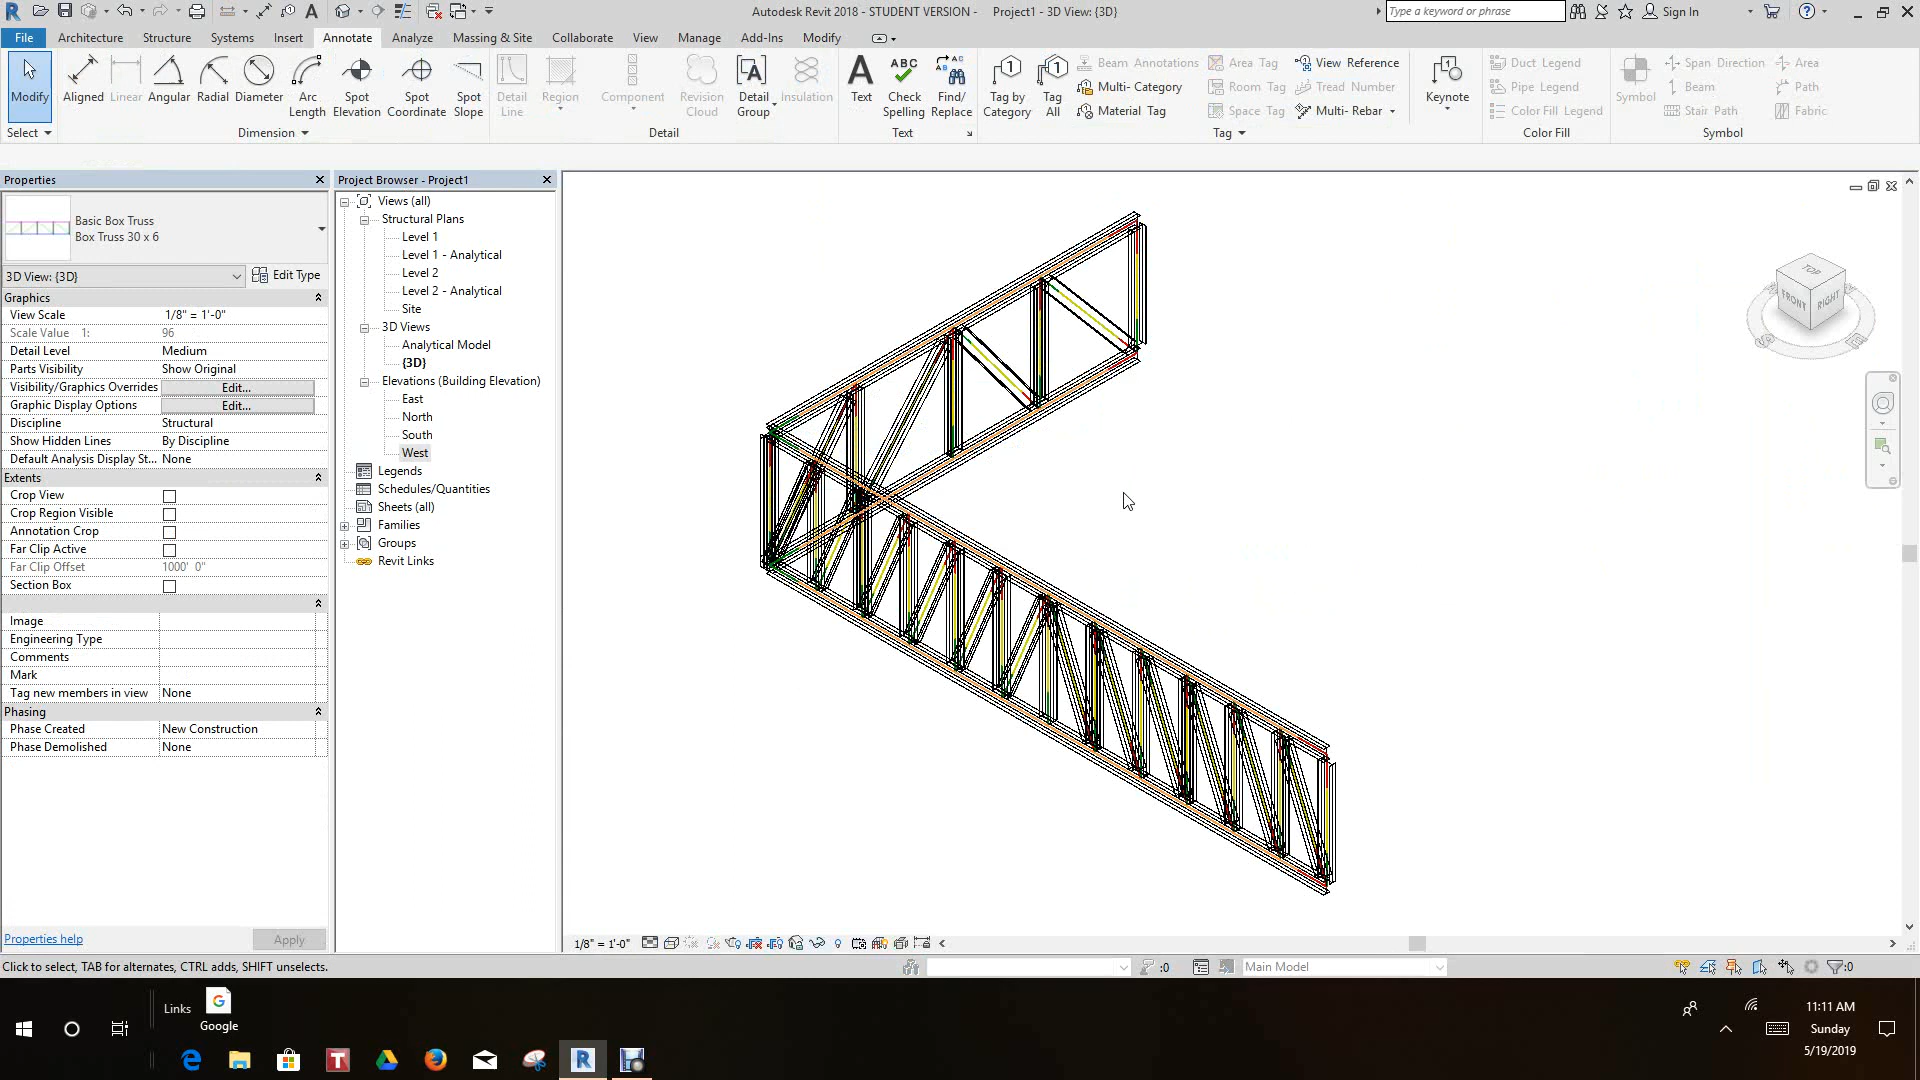 Autodesk Revit 2018 - STUDENT VERSION - Project1 - 3D View: {3D}
Type a keyword or phrase
Sign In
File Architecture Structure Systems Insert Annotate Analyze Massing & Site Collaborate View Manage Add-Ins Modify
Modify
Aligned
Linear
Angular
Radial
Diameter
Arc
Length
Spot
Elevation
Spot
Coordinate
Spot
Slope
Detail
Line
Region
Component
Revision
Cloud
Detail
Group
Insulation
Text
ABC
Check
Spelling
Find/
Replace
Tag by
Category
Tag
All
Beam Annotations
Multi- Category
Material Tag
Area Tag
Room Tag
Space Tag
View Reference
Tread Number
Multi- Rebar
Keynote
Duct Legend
Pipe Legend
Color Fill Legend
Symbol
Span Direction
Beam
Stair Path
Area
Path
Fabric
Select
Dimension
Detail
Text
Tag
Color Fill
Symbol
Properties
Basic Box Truss
Box Truss 30 x 6
3D View: {3D}
Edit Type
Graphics
View Scale 1/8" = 1'-0"
Scale Value 1: 96
Detail Level Medium
Parts Visibility Show Original
Visibility/Graphics Overrides Edit...
Graphic Display Options Edit...
Discipline Structural
Show Hidden Lines By Discipline
Default Analysis Display St... None
Extents
Crop View
Crop Region Visible
Annotation Crop
Far Clip Active
Far Clip Offset 1000' 0"
Section Box
Image
Engineering Type
Comments
Mark
Tag new members in view None
Phasing
Phase Created New Construction
Phase Demolished None
Properties help
Apply
Project Browser - Project1
Views (all)
Structural Plans
Level 1
Level 1 - Analytical
Level 2
Level 2 - Analytical
Site
3D Views
Analytical Model
{3D}
Elevations (Building Elevation)
East
North
South
West
Legends
Schedules/Quantities
Sheets (all)
Families
Groups
Revit Links
TOP
FRONT
RIGHT
1/8" = 1'-0"
Click to select, TAB for alternates, CTRL adds, SHIFT unselects.
:0
Main Model
:0
Links
Google
11:11 AM
Sunday
5/19/2019